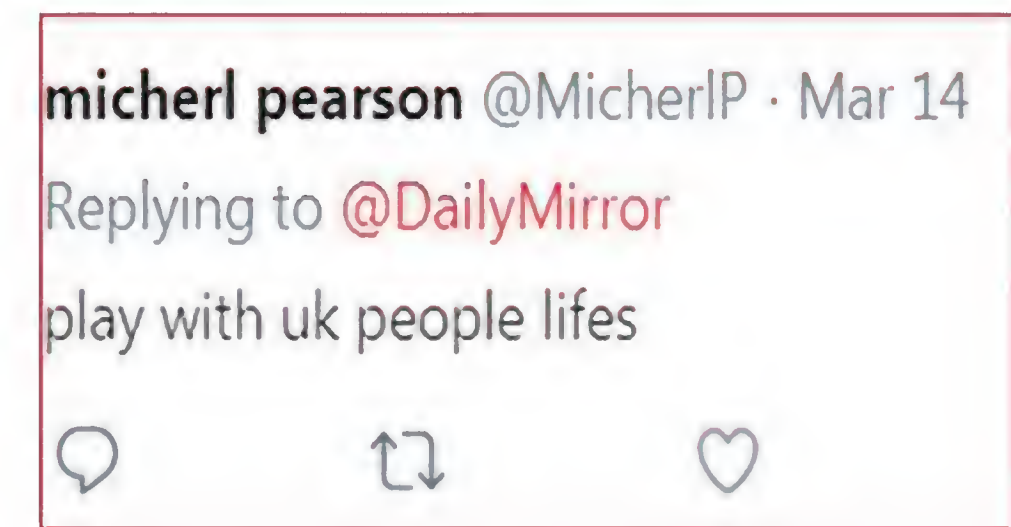 micherl pearson @MicherlP · Mar 14
Replying to @DailyMirror
play with uk people lifes